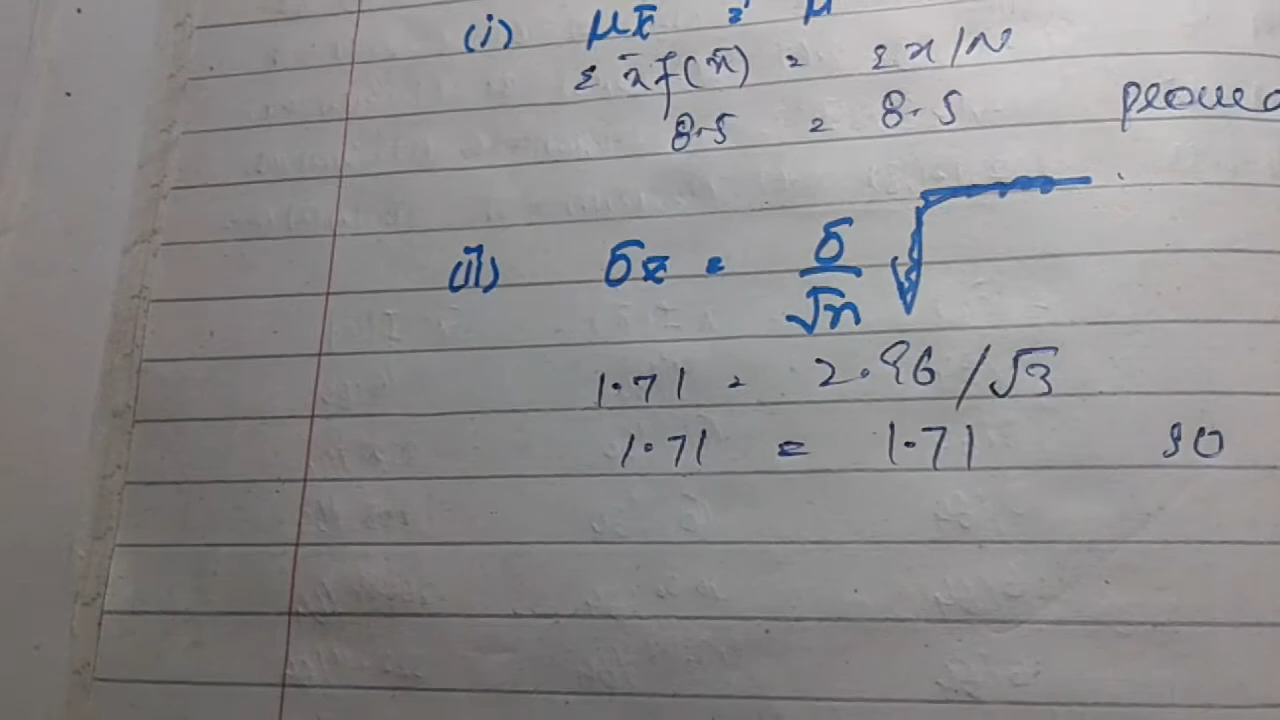 (i) μx̄ = μ
Σ x̄ f(x̄) = Σx/N
8.5 = 8.5 proved
(ii) σx̄ = σ/√n √
1.71 = 2.96/√3
1.71 = 1.71 so